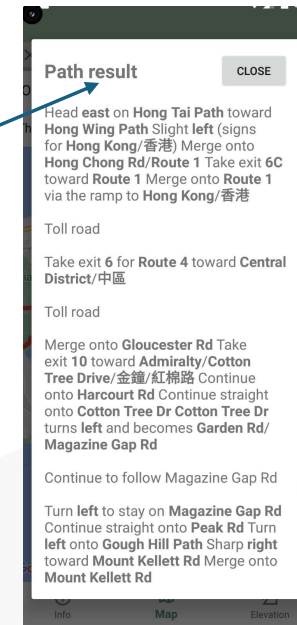 Path result
CLOSE
Head east on Hong Tai Path toward
Hong Wing Path Slight left (signs
for Hong Kong/香港) Merge onto
Hong Chong Rd/Route 1 Take exit 6C
toward Route 1 Merge onto Route 1
via the ramp to Hong Kong/香港
Toll road
Take exit 6 for Route 4 toward Central
District/中區
Toll road
Merge onto Gloucester Rd Take
exit 10 toward Admiralty/Cotton
Tree Drive/金鐘/紅棉路 Continue
onto Harcourt Rd Continue straight
onto Cotton Tree Dr Cotton Tree Dr
turns left and becomes Garden Rd/
Magazine Gap Rd
Continue to follow Magazine Gap Rd
Turn left to stay on Magazine Gap Rd
Continue straight onto Peak Rd Turn
left onto Gough Hill Path Sharp right
toward Mount Kellett Rd Merge onto
Mount Kellett Rd
Info
Map
Elevation